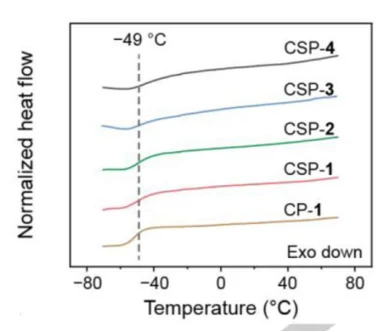 −49 °C
CSP-4
CSP-3
CSP-2
CSP-1
CP-1
Exo down
Normalized heat flow
−80 −40 0 40 80
Temperature (°C)